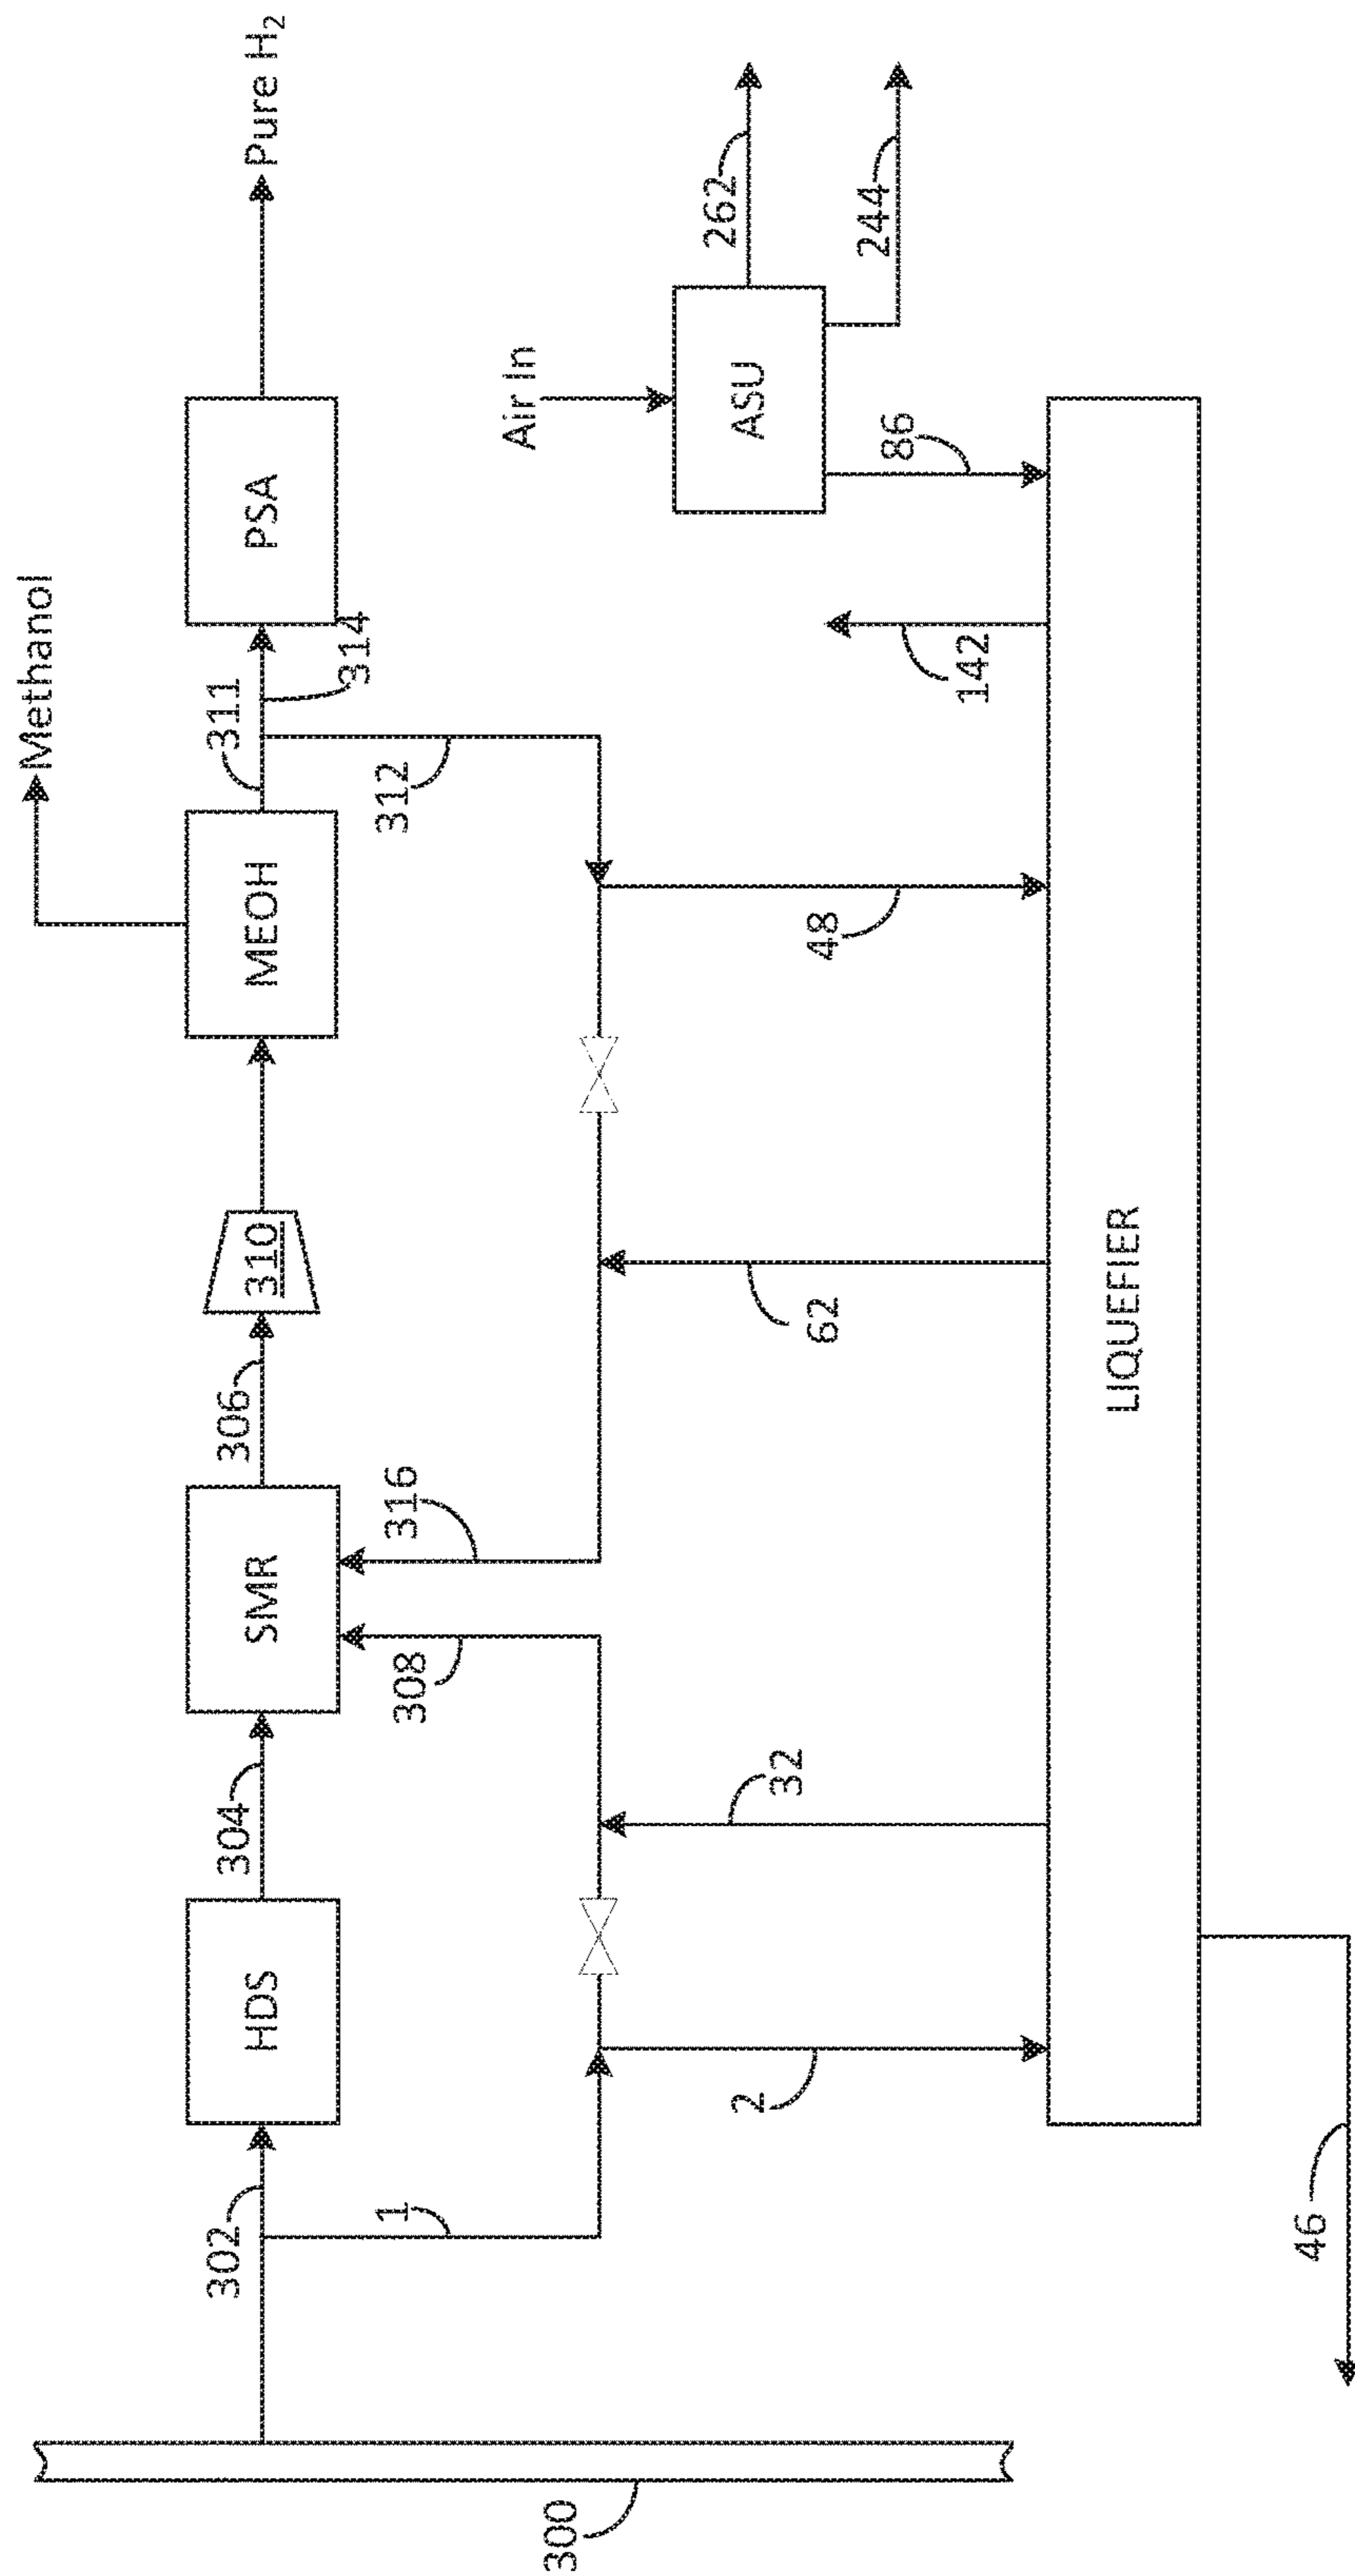 Methanol
Pure H₂
302
HDS
304
SMR
306
310
MEOH
311
314
PSA
1
308
316
312
Air In
ASU
262
244
2
32
62
48
142
86
LIQUEFIER
300
46